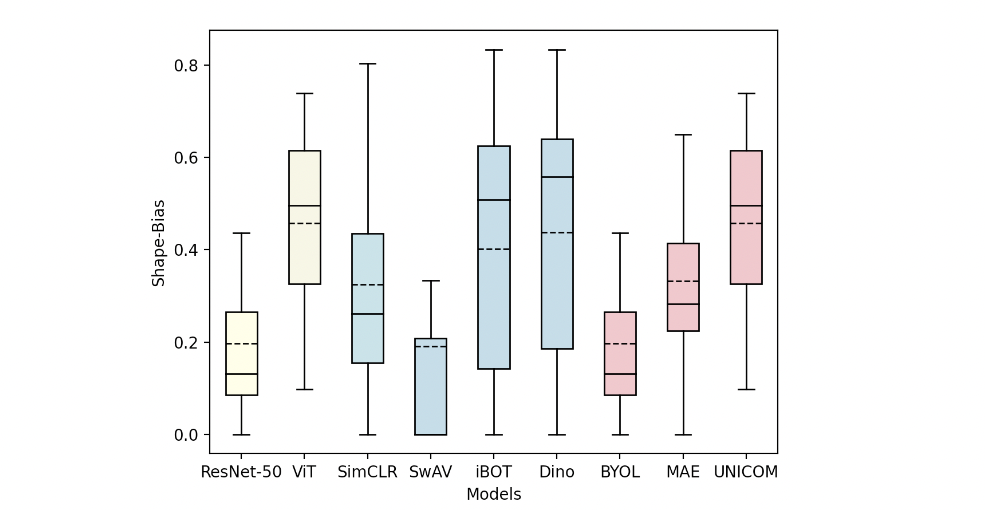 Shape-Bias
0.8
0.6
0.4
0.2
0.0
ResNet-50 ViT SimCLR SwAV iBOT Dino BYOL MAE UNICOM
Models